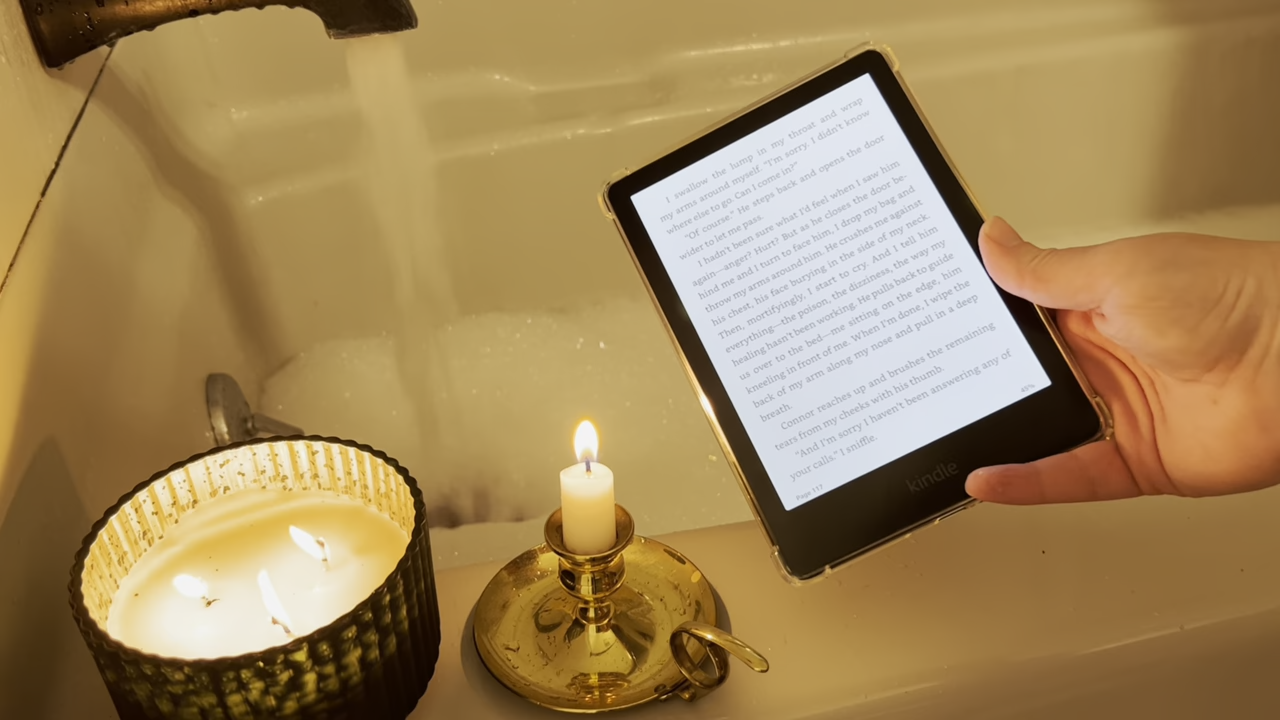 I swallow the lump in my throat and wrap
my arms around myself. "I'm sorry. I didn't know
where else to go. Can I come in?"
"Of course." He steps back and opens the door
wider to let me pass.
I hadn't been sure what I'd feel when I saw him
again—anger? Hurt? But as he closes the door be-
hind me and I turn to face him, I drop my bag and
throw my arms around him. He crushes me against
his chest, his face burying in the side of my neck.
Then, mortifyingly, I start to cry. And I tell him
everything—the poison, the dizziness, the way my
healing hasn't been working. He pulls back to guide
us over to the bed—me sitting on the edge, him
kneeling in front of me. When I'm done, I wipe the
back of my arm along my nose and pull in a deep
breath.
Connor reaches up and brushes the remaining
tears from my cheeks with his thumb.
"And I'm sorry I haven't been answering any of
your calls." I sniffle.
Page 317 45%
kindle